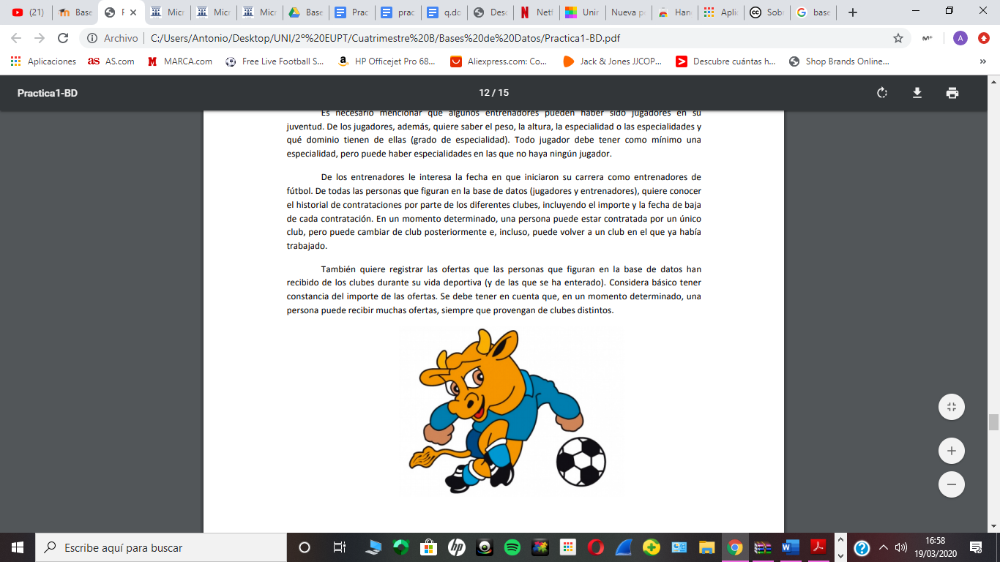 (21)
Base
F
Micr
Micr
Micr
Base
Prac
prac
q.do
Desc
Netf
Unir
Nueva p
Han
Aplic
Sob
base
Archivo
C:/Users/Antonio/Desktop/UNI/2º%20EUPT/Cuatrimestre%20B/Bases%20de%20Datos/Practica1-BD.pdf
M+
A
Aplicaciones
as AS.com
M MARCA.com
Free Live Football S...
a HP Officejet Pro 68...
Aliexpress.com: Co...
Jack & Jones JJCOP...
Descubre cuántas h...
Shop Brands Online...
»
Practica1-BD
12 / 15
Es necesario mencionar que algunos entrenadores pueden haber sido jugadores en su
juventud. De los jugadores, además, quiere saber el peso, la altura, la especialidad o las especialidades y
qué dominio tienen de ellas (grado de especialidad). Todo jugador debe tener como mínimo una
especialidad, pero puede haber especialidades en las que no haya ningún jugador.
De los entrenadores le interesa la fecha en que iniciaron su carrera como entrenadores de
fútbol. De todas las personas que figuran en la base de datos (jugadores y entrenadores), quiere conocer
el historial de contrataciones por parte de los diferentes clubes, incluyendo el importe y la fecha de baja
de cada contratación. En un momento determinado, una persona puede estar contratada por un único
club, pero puede cambiar de club posteriormente e, incluso, puede volver a un club en el que ya había
trabajado.
También quiere registrar las ofertas que las personas que figuran en la base de datos han
recibido de los clubes durante su vida deportiva (y de las que se ha enterado). Considera básico tener
constancia del importe de las ofertas. Se debe tener en cuenta que, en un momento determinado, una
persona puede recibir muchas ofertas, siempre que provengan de clubes distintos.
Escribe aquí para buscar
16:58
19/03/2020